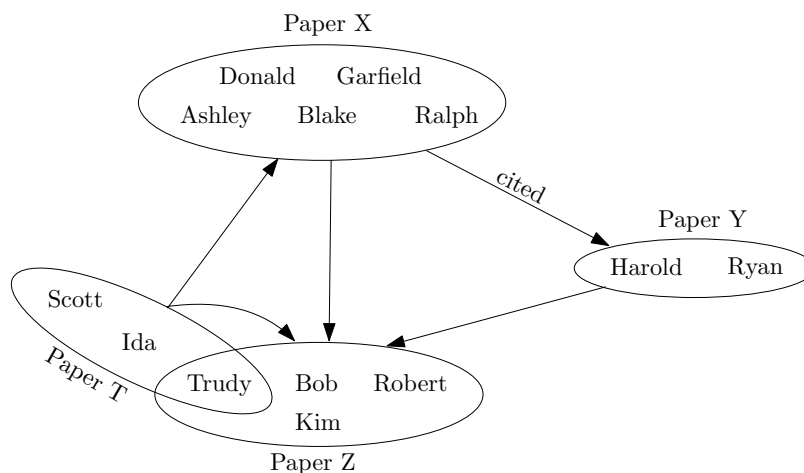 Paper X
Donald Garfield
Ashley Blake Ralph
cited
Paper Y
Harold Ryan
Scott
Ida
Paper T
Trudy Bob Robert
Kim
Paper Z